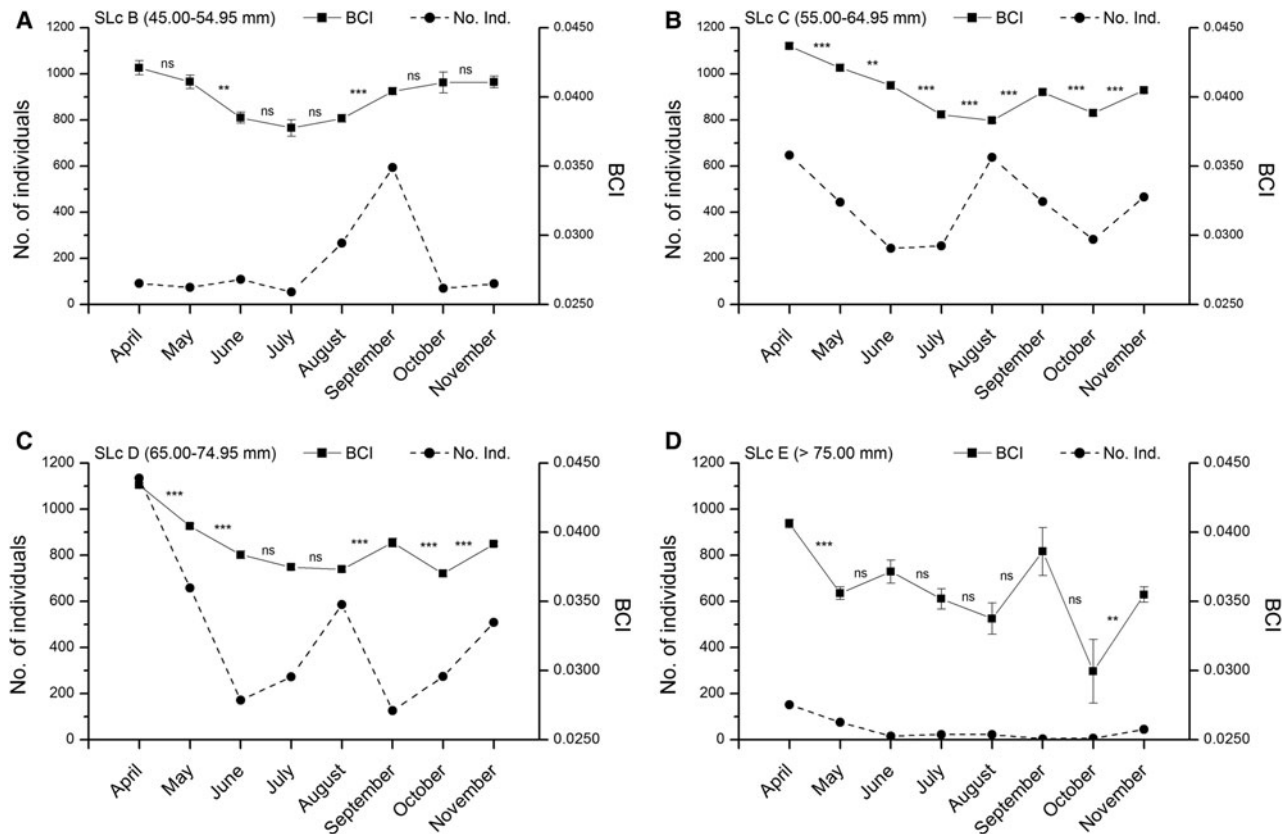 A SLc B (45.00-54.95 mm) BCI No. Ind.
1200 0.0450
1000 0.0400
800
600 0.0350
400 0.0300
200
0 0.0250
No. of individuals
BCI
ns ** ns ns *** ns ns
April May June July August September October November
B SLc C (55.00-64.95 mm) BCI No. Ind.
1200 0.0450
1000 0.0400
800
600 0.0350
400 0.0300
200
0 0.0250
No. of individuals
BCI
*** ** *** *** *** *** ***
April May June July August September October November
C SLc D (65.00-74.95 mm) BCI No. Ind.
1200 0.0450
1000 0.0400
800
600 0.0350
400 0.0300
200
0 0.0250
No. of individuals
BCI
*** *** ns ns *** *** ***
April May June July August September October November
D SLc E (> 75.00 mm) BCI No. Ind.
1200 0.0450
1000 0.0400
800
600 0.0350
400 0.0300
200
0 0.0250
No. of individuals
BCI
*** ns ns ns ns ns **
April May June July August September October November